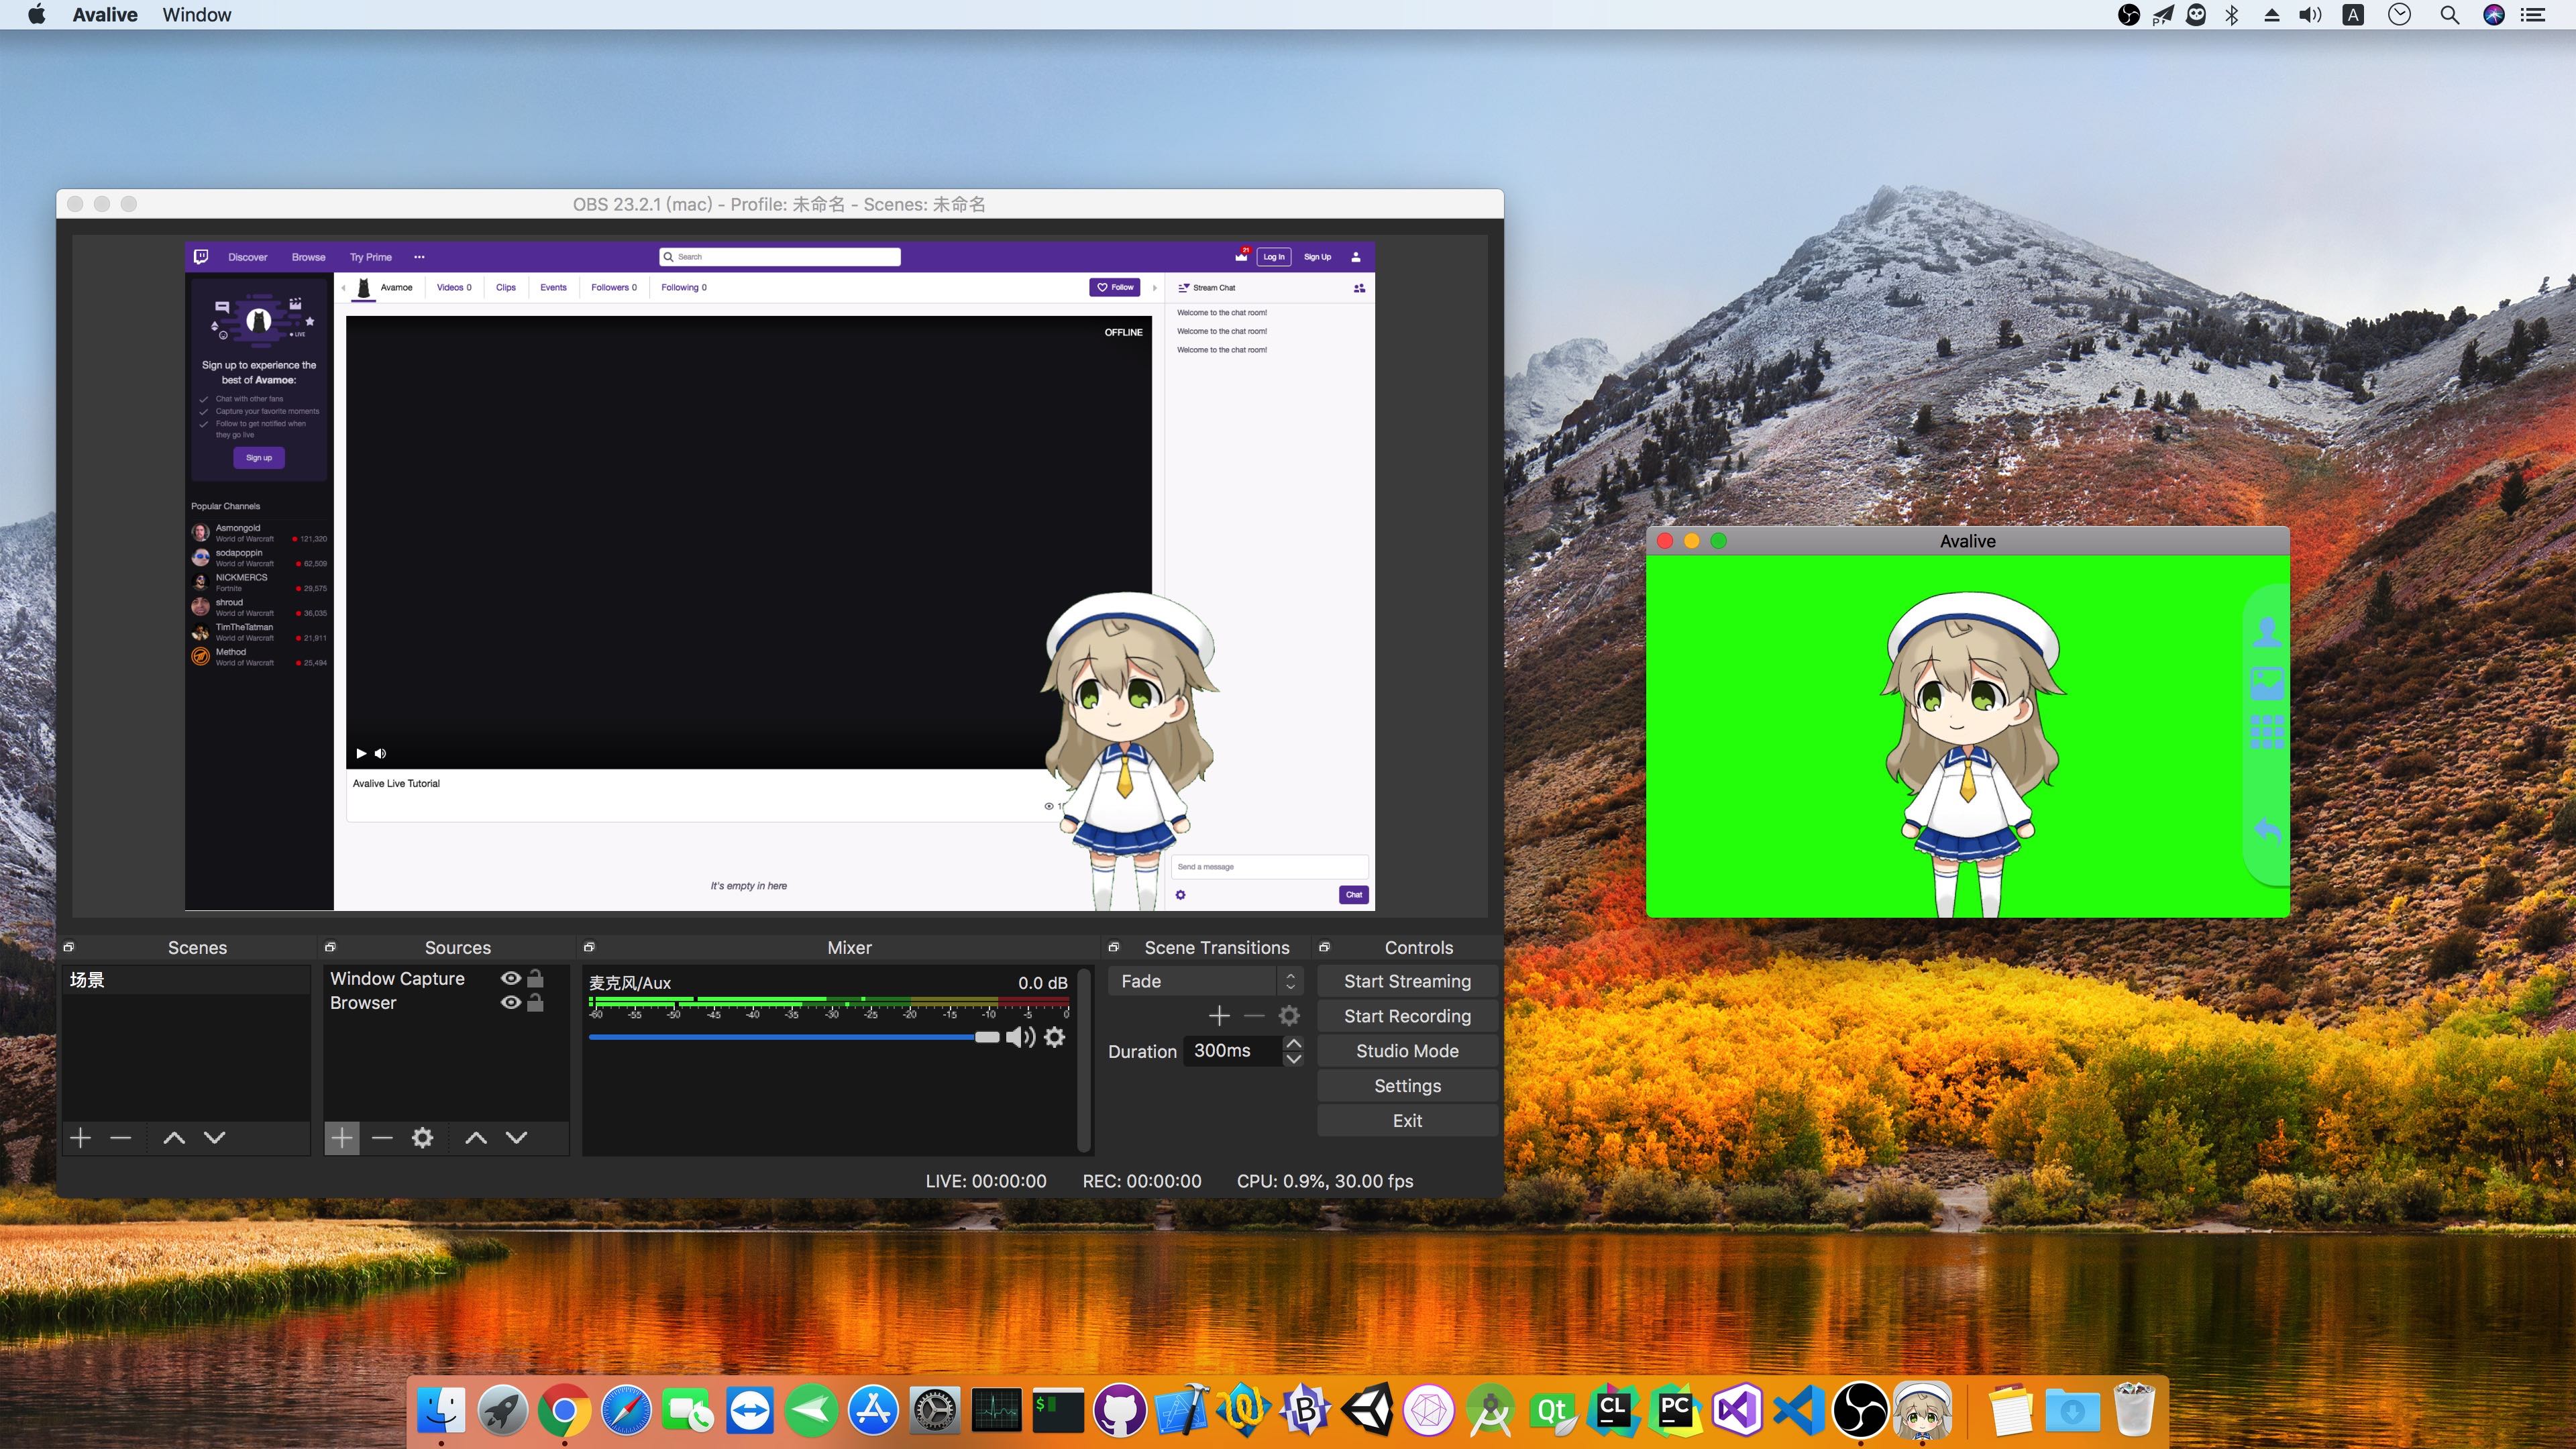 Avalive Window
A
OBS 23.2.1 (mac) - Profile: 未命名 - Scenes: 未命名
Discover Browse Try Prime ••• Search 21 Log In Sign Up
Avamoe Videos 0 Clips Events Followers 0 Following 0 Follow Stream Chat
LIVE
Sign up to experience the
best of Avamoe:
Chat with other fans
Capture your favorite moments
Follow to get notified when
they go live
Sign up
Popular Channels
Asmongold
World of Warcraft 121,320
sodapoppin
World of Warcraft 62,509
NICKMERCS
Fortnite 29,575
shroud
World of Warcraft 36,035
TimTheTatman
World of Warcraft 21,911
Method
World of Warcraft 25,494
OFFLINE
Avalive Live Tutorial
It's empty in here
Welcome to the chat room!
Welcome to the chat room!
Welcome to the chat room!
Send a message
Chat
Avalive
Scenes
场景
Sources
Window Capture
Browser
Mixer
麦克风/Aux 0.0 dB
-60 -55 -50 -45 -40 -35 -30 -25 -20 -15 -10 -5 0
Scene Transitions
Fade
Duration 300ms
Controls
Start Streaming
Start Recording
Studio Mode
Settings
Exit
LIVE: 00:00:00 REC: 00:00:00 CPU: 0.9%, 30.00 fps
$ B Qt CL PC